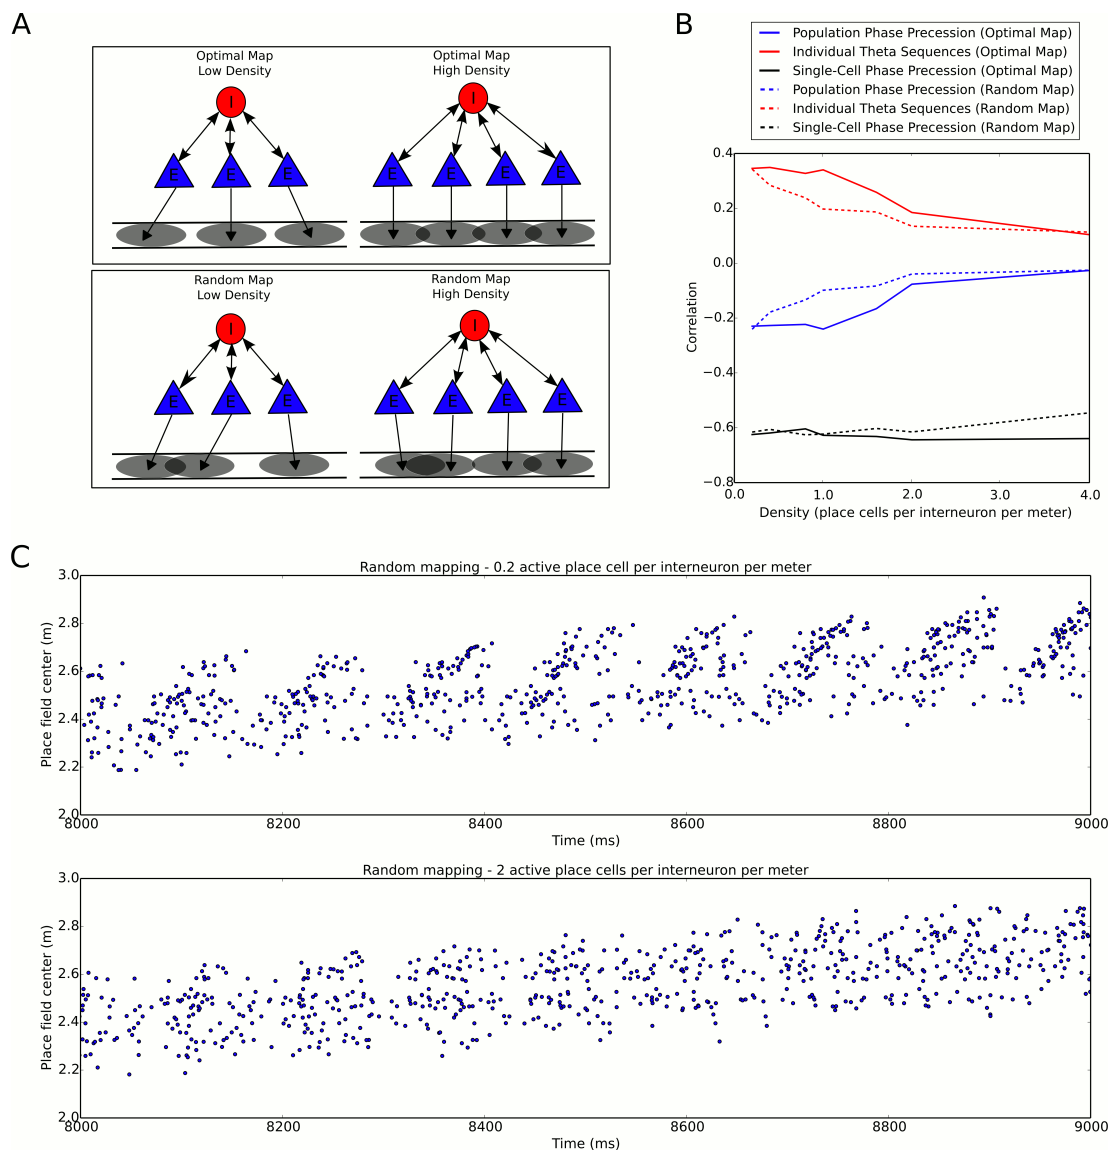 A
Optimal Map
Low Density
I
E E E
Optimal Map
High Density
I
E E E E
Random Map
Low Density
I
E E E
Random Map
High Density
I
E E E E
B
Population Phase Precession (Optimal Map)
Individual Theta Sequences (Optimal Map)
Single-Cell Phase Precession (Optimal Map)
Population Phase Precession (Random Map)
Individual Theta Sequences (Random Map)
Single-Cell Phase Precession (Random Map)
0.4
0.2
0.0
−0.2
−0.4
−0.6
−0.8
Correlation
0.0 1.0 2.0 3.0 4.0
Density (place cells per interneuron per meter)
C
Random mapping - 0.2 active place cell per interneuron per meter
3.0
2.8
2.6
2.4
2.2
2.0
Place field center (m)
8000 8200 8400 8600 8800 9000
Time (ms)
Random mapping - 2 active place cells per interneuron per meter
3.0
2.8
2.6
2.4
2.2
2.0
Place field center (m)
8000 8200 8400 8600 8800 9000
Time (ms)